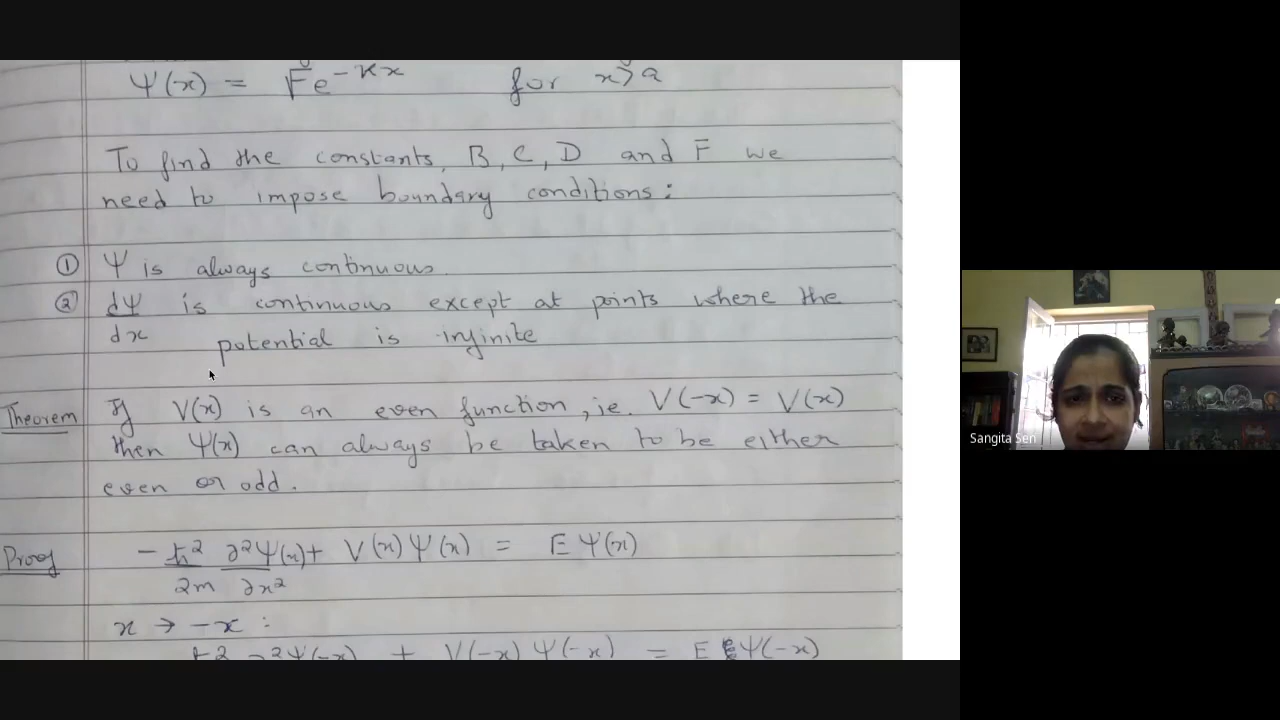 Ψ(x) = Fe^{-κx} for x>a
To find the constants, B, C, D and F we
need to impose boundary conditions:
① Ψ is always continuous.
② dΨ/dx is continuous except at points where the
potential is infinite
Theorem If V(x) is an even function, ie. V(-x) = V(x)
then Ψ(x) can always be taken to be either
even or odd.
Proof -ħ²/2m ∂²Ψ(x)/∂x² + V(x)Ψ(x) = EΨ(x)
x → -x :
ħ² ∂²Ψ(-x) + V(-x)Ψ(-x) = E Ψ(-x)
Sangita Sen